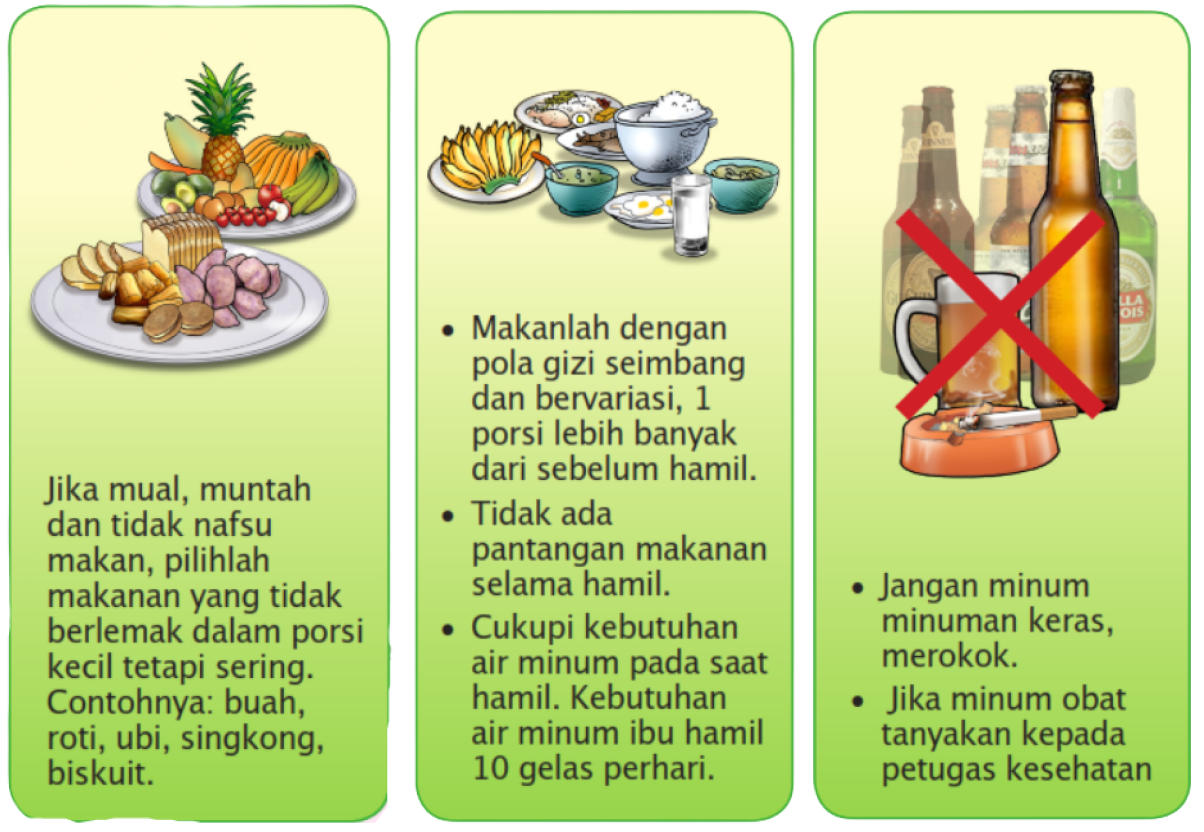 Jika mual, muntah
dan tidak nafsu
makan, pilihlah
makanan yang tidak
berlemak dalam porsi
kecil tetapi sering.
Contohnya: buah,
roti, ubi, singkong,
biskuit.
• Makanlah dengan
pola gizi seimbang
dan bervariasi, 1
porsi lebih banyak
dari sebelum hamil.
• Tidak ada
pantangan makanan
selama hamil.
• Cukupi kebutuhan
air minum pada saat
hamil. Kebutuhan
air minum ibu hamil
10 gelas perhari.
• Jangan minum
minuman keras,
merokok.
• Jika minum obat
tanyakan kepada
petugas kesehatan